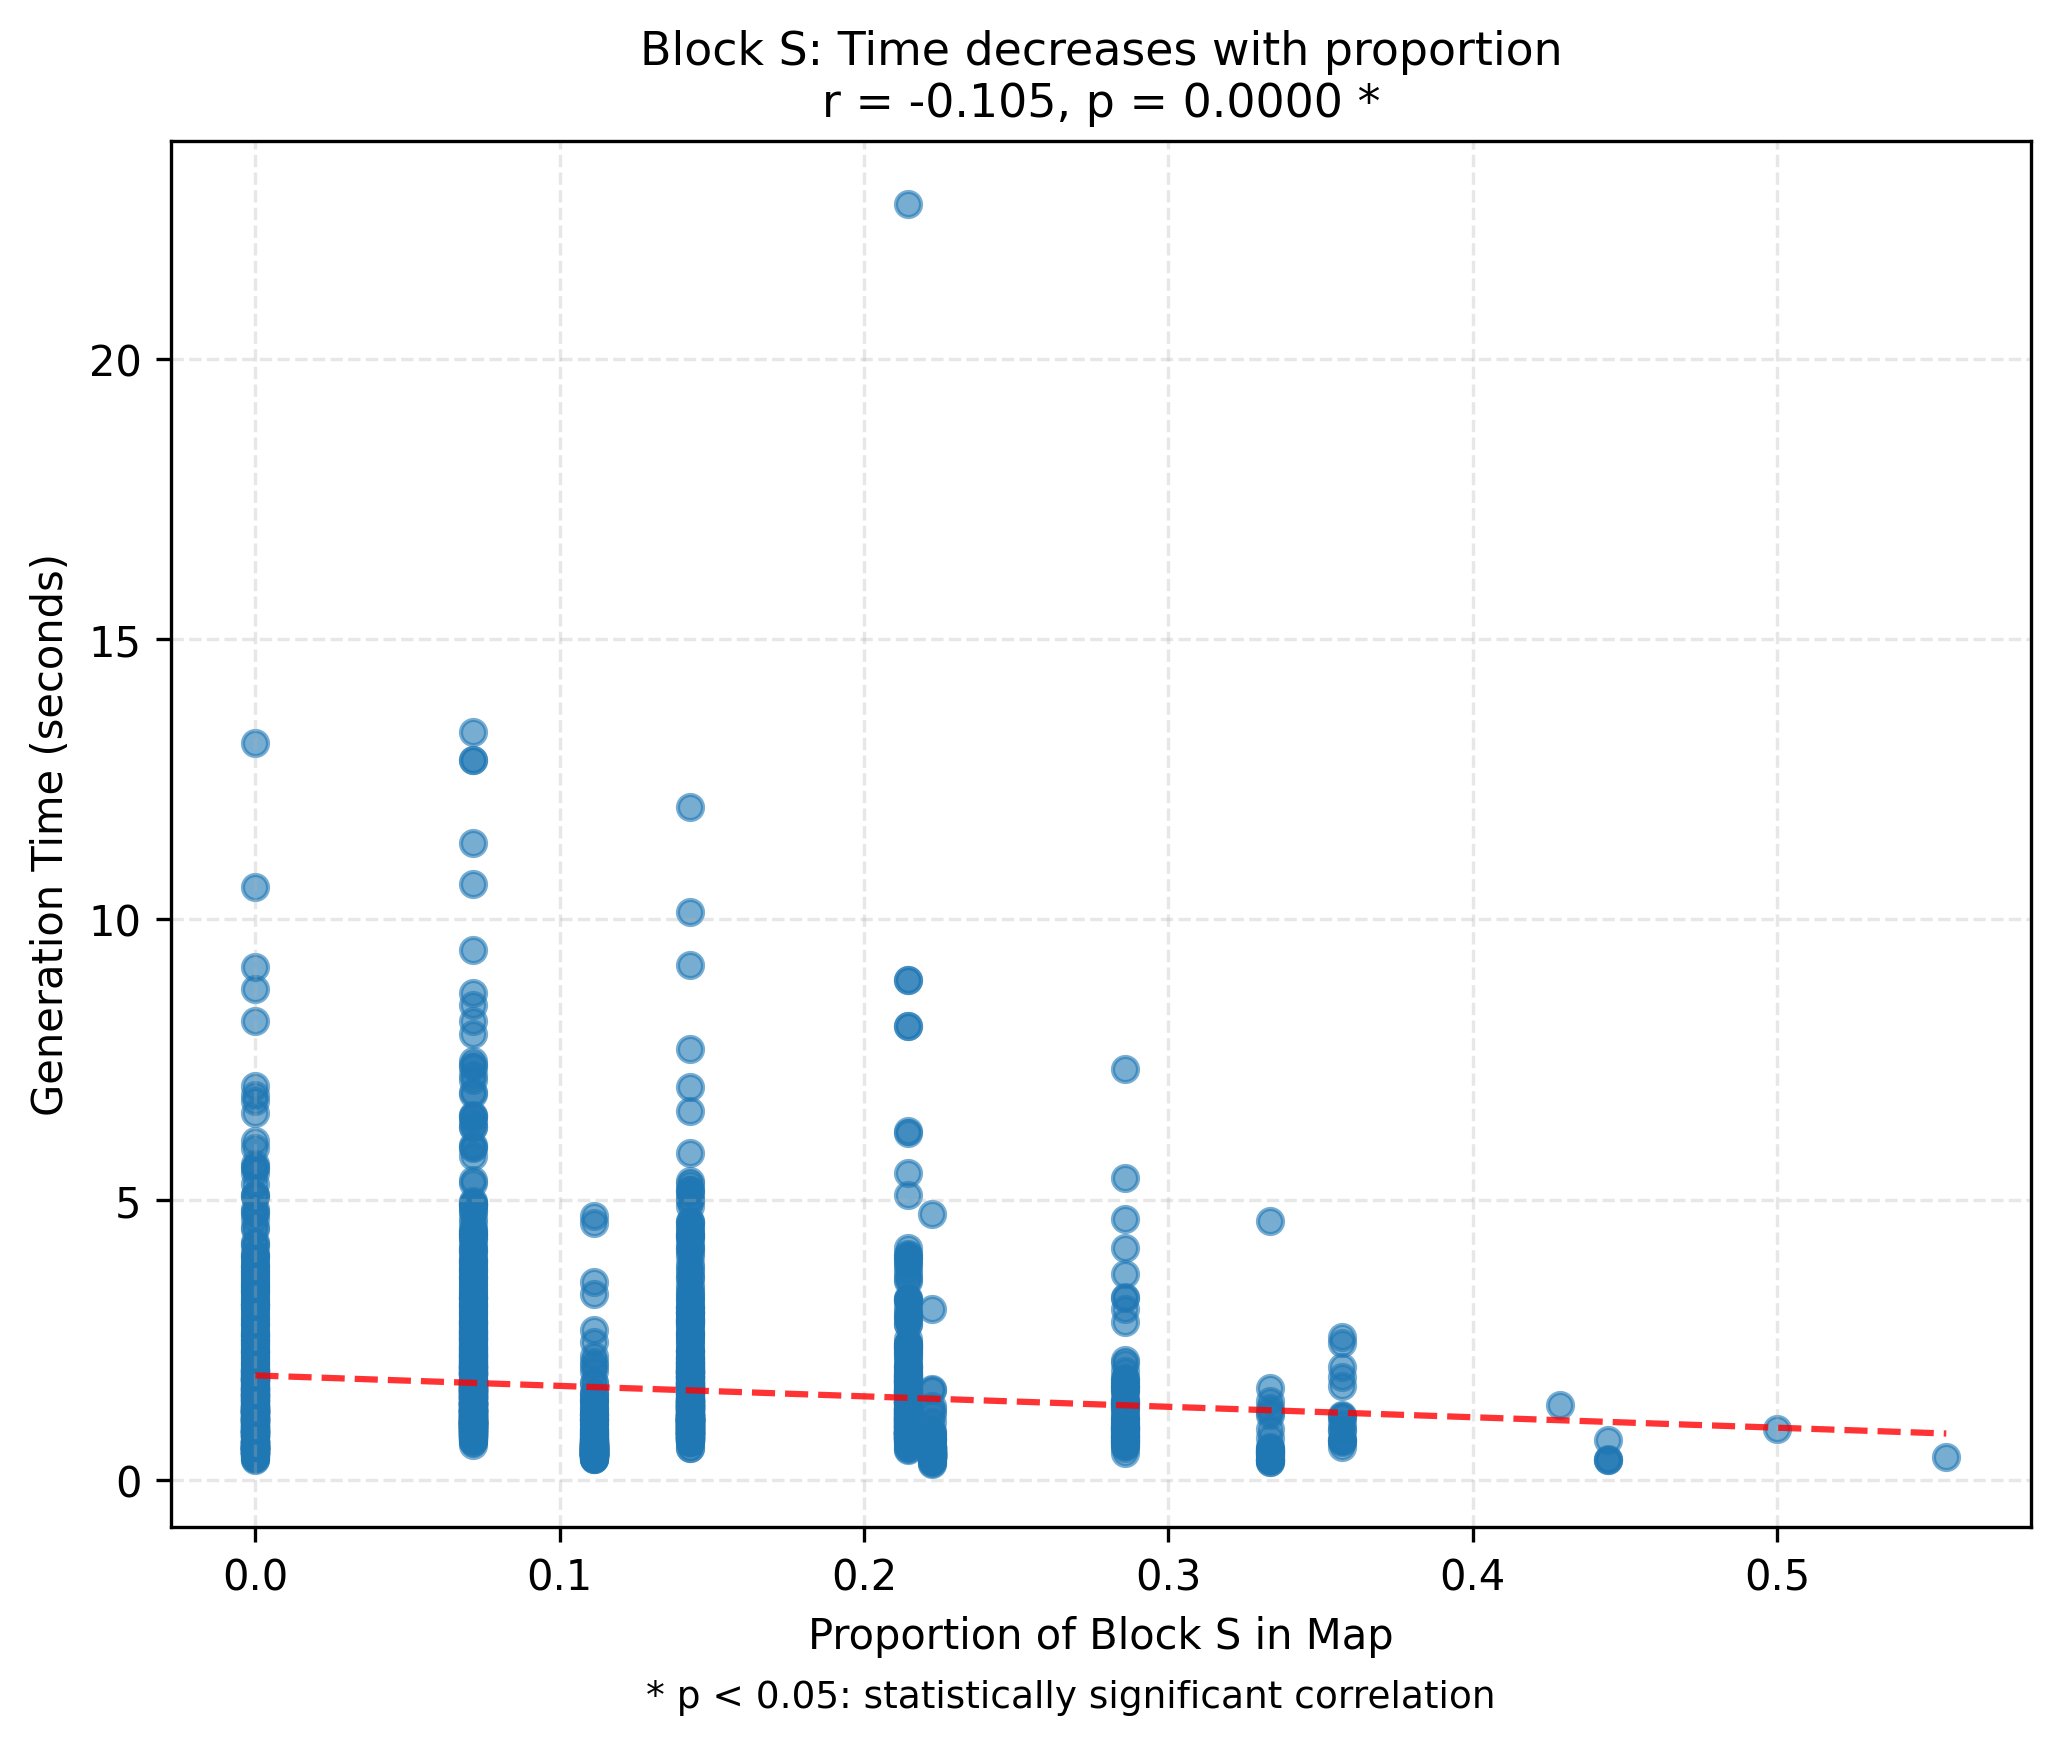 Block S: Time decreases with proportion
r = -0.105, p = 0.0000 *
Generation Time (seconds)
20
15
10
5
0
0.0 0.1 0.2 0.3 0.4 0.5
Proportion of Block S in Map
* p < 0.05: statistically significant correlation